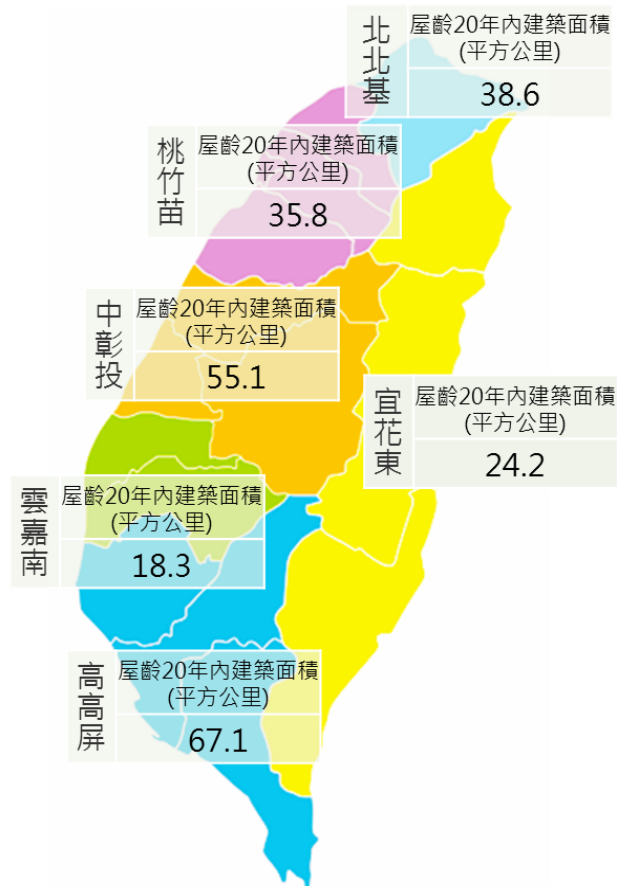 北北基
屋齡20年內建築面積
(平方公里)
38.6
桃竹苗
屋齡20年內建築面積
(平方公里)
35.8
中彰投
屋齡20年內建築面積
(平方公里)
55.1
宜花東
屋齡20年內建築面積
(平方公里)
24.2
雲嘉南
屋齡20年內建築面積
(平方公里)
18.3
高高屏
屋齡20年內建築面積
(平方公里)
67.1